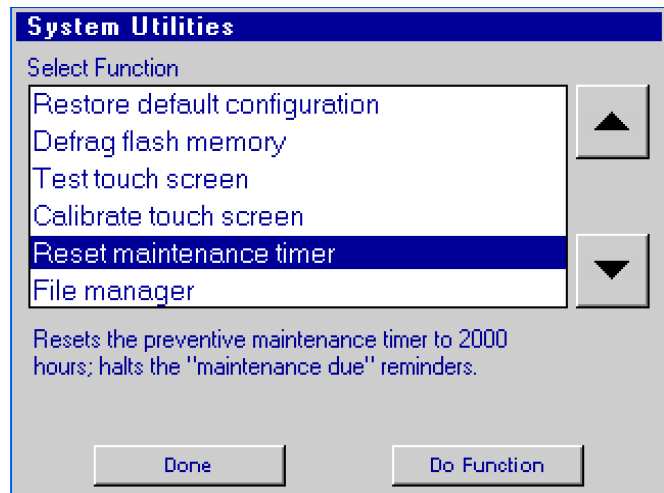 System Utilities
Select Function
Restore default configuration
Defrag flash memory
Test touch screen
Calibrate touch screen
Reset maintenance timer
File manager
Resets the preventive maintenance timer to 2000
hours; halts the "maintenance due" reminders.
Done
Do Function